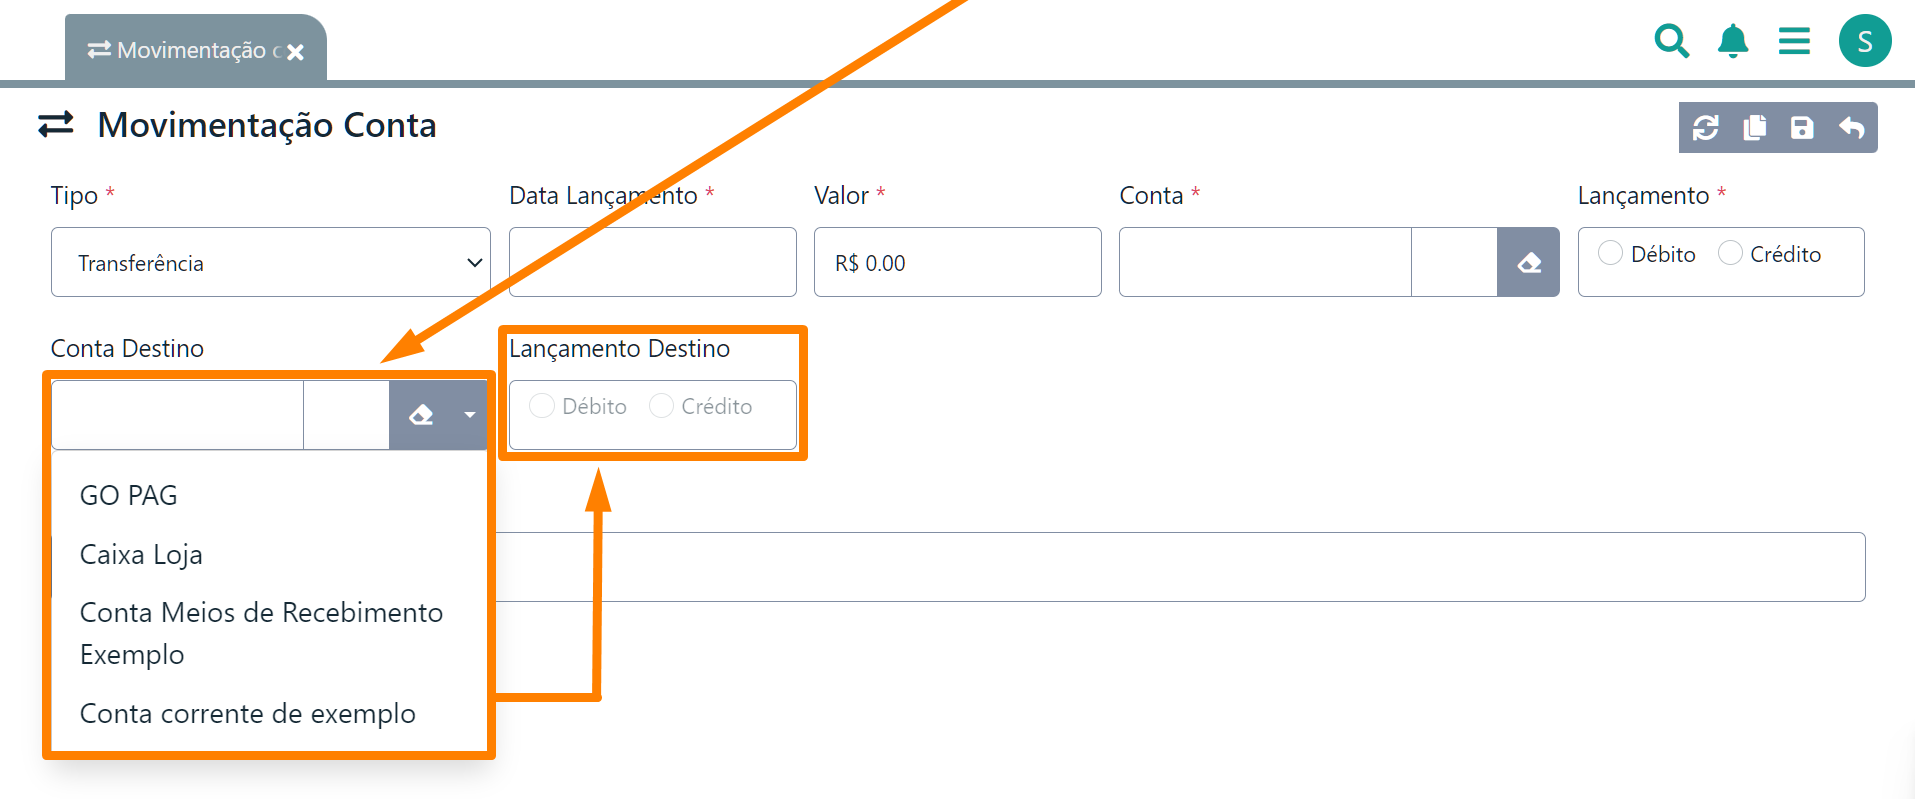 Movimentação c
S
Movimentação Conta
Tipo *
Data Lançamento *
Valor *
Conta *
Lançamento *
Transferência
R$ 0.00
Débito
Crédito
Conta Destino
Lançamento Destino
Débito
Crédito
GO PAG
Caixa Loja
Conta Meios de Recebimento
Exemplo
Conta corrente de exemplo